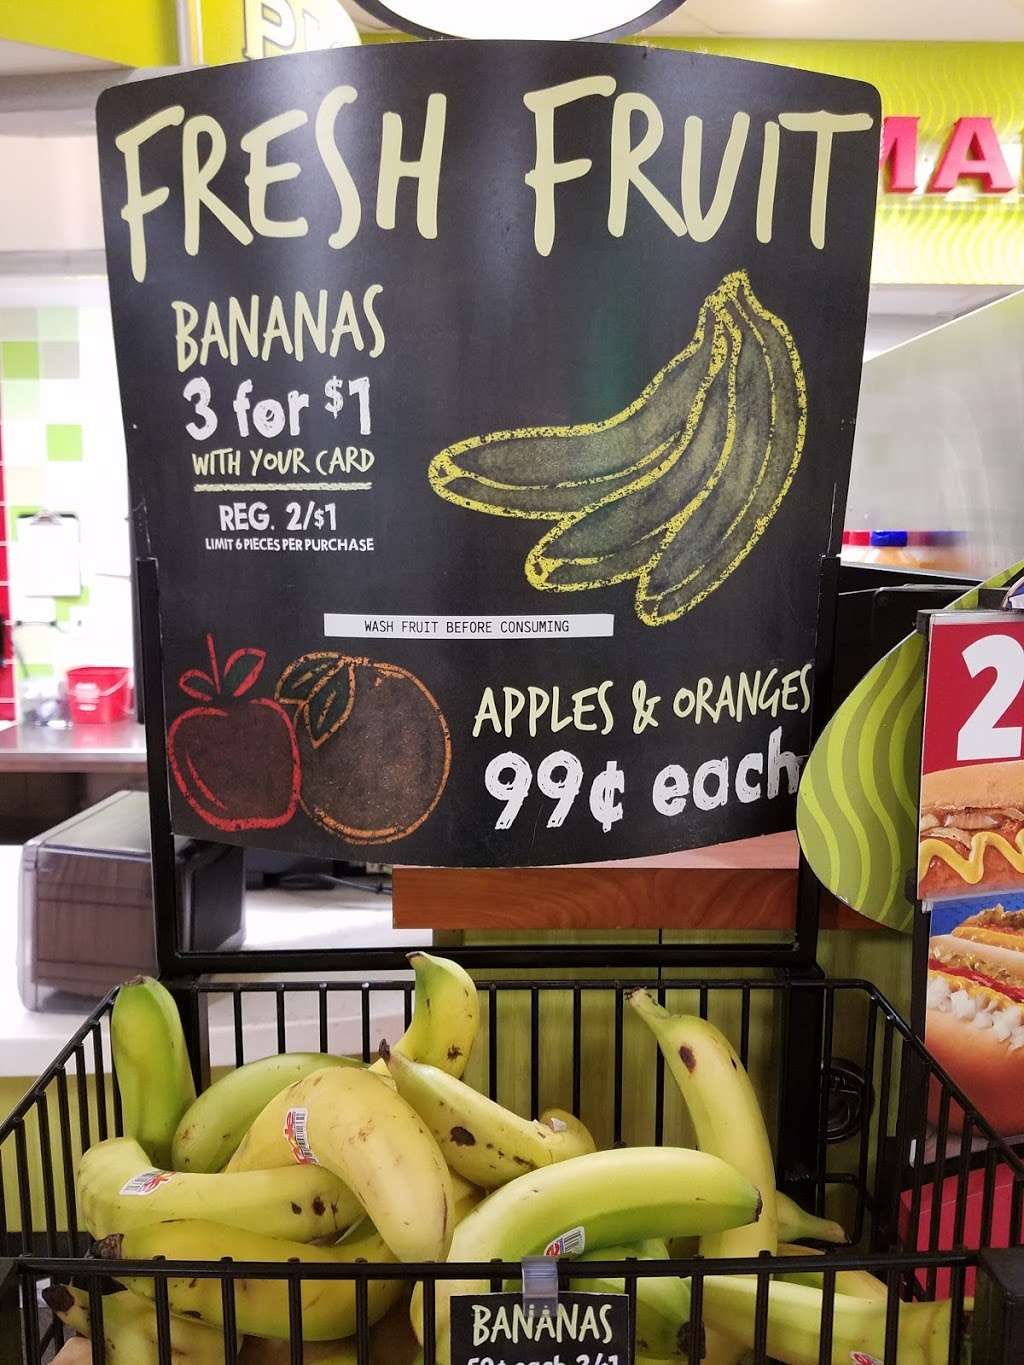 FRESH FRUIT
BANANAS
3 for $1
WITH YOUR CARD
REG. 2/$1
LIMIT 6 PIECES PER PURCHASE
WASH FRUIT BEFORE CONSUMING
APPLES & ORANGES
99¢ each
2
BANANAS